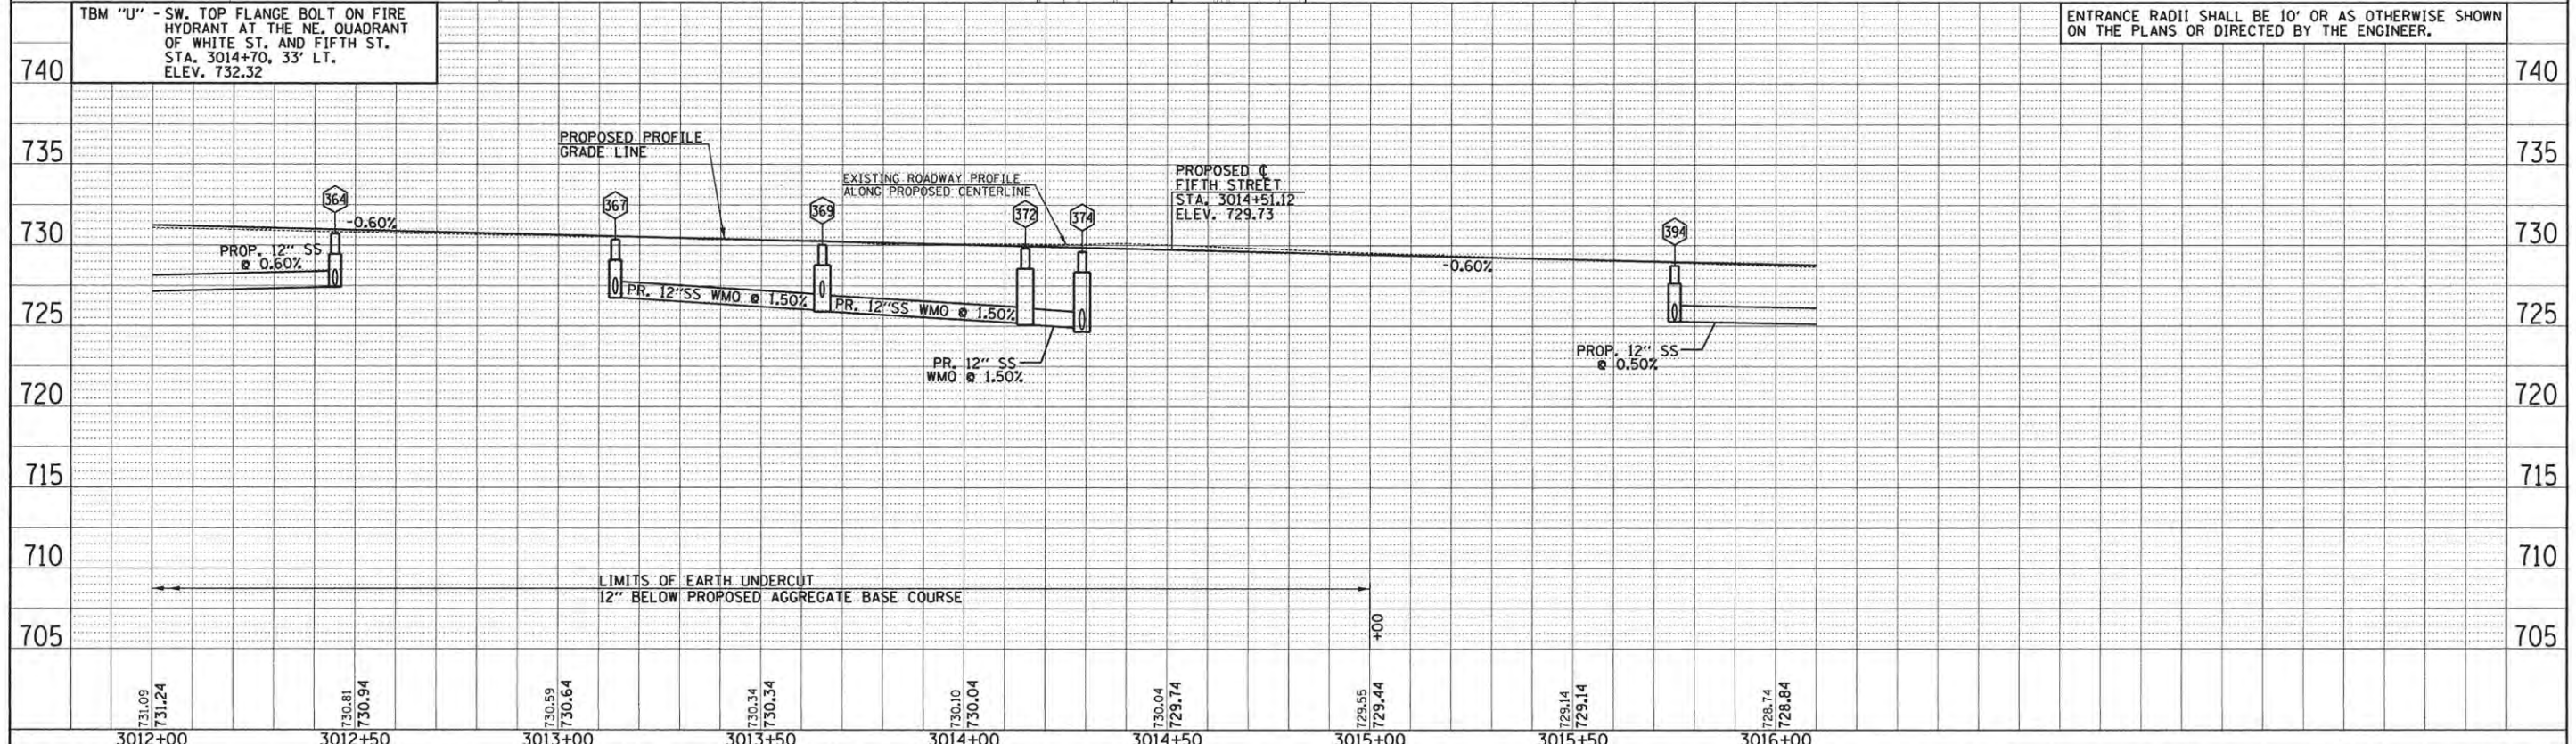 TBM "U" - SW. TOP FLANGE BOLT ON FIRE
HYDRANT AT THE NE. QUADRANT
OF WHITE ST. AND FIFTH ST.
STA. 3014+70, 33' LT.
ELEV. 732.32
ENTRANCE RADII SHALL BE 10' OR AS OTHERWISE SHOWN
ON THE PLANS OR DIRECTED BY THE ENGINEER.
740
740
PROPOSED PROFILE
GRADE LINE
735
735
EXISTING ROADWAY PROFILE
ALONG PROPOSED CENTERLINE
PROPOSED ℄
FIFTH STREET
STA. 3014+51.12
ELEV. 729.73
364
367
369
372
374
394
730
-0.60%
-0.60%
730
PROP. 12" SS
@ 0.60%
PR. 12"SS WMQ @ 1.50%
PR. 12"SS WMQ @ 1.50%
725
725
PR. 12" SS
WMQ @ 1.50%
PROP. 12" SS
@ 0.50%
720
720
715
715
710
710
LIMITS OF EARTH UNDERCUT
12" BELOW PROPOSED AGGREGATE BASE COURSE
+00
705
705
731.09
731.24
730.81
730.94
730.59
730.64
730.34
730.34
730.10
730.04
730.04
729.74
729.55
729.44
729.14
729.14
728.74
728.84
3012+00
3012+50
3013+00
3013+50
3014+00
3014+50
3015+00
3015+50
3016+00